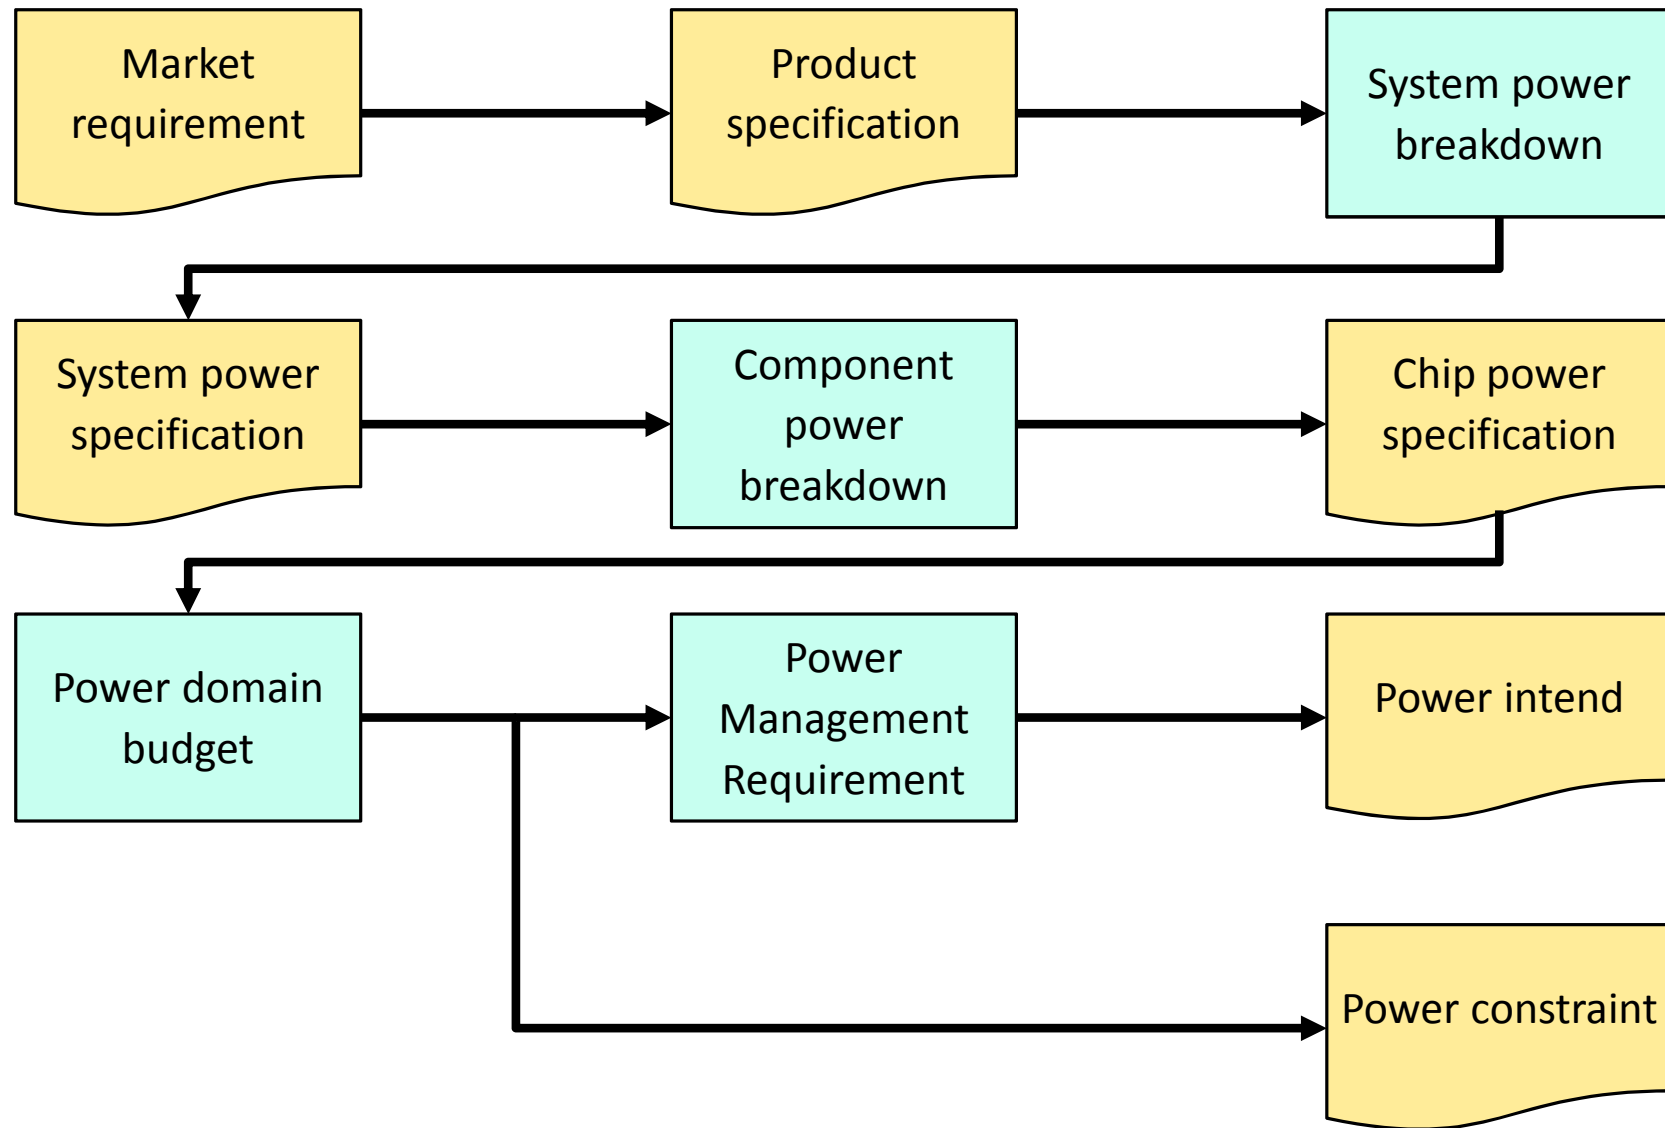 Market
requirement
Product
specification
System power
breakdown
System power
specification
Component
power
breakdown
Chip power
specification
Power domain
budget
Power
Management
Requirement
Power intend
Power constraint